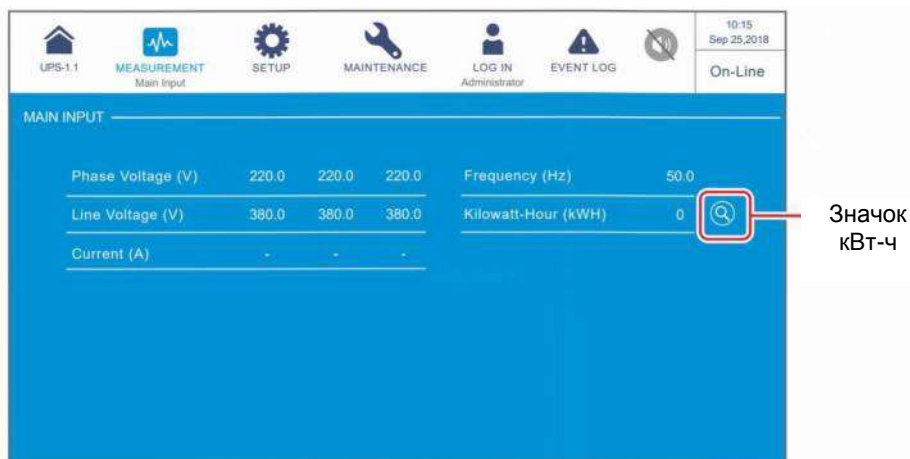 10:15
Sep 25,2018
UPS-1.1 MEASUREMENT SETUP MAINTENANCE LOG IN EVENT LOG On-Line
Main Input Administrator
MAIN INPUT
Phase Voltage (V) 220.0 220.0 220.0 Frequency (Hz) 50.0
Line Voltage (V) 380.0 380.0 380.0 Kilowatt-Hour (kWH) 0
Current (A) - - -
Значок
кВт-ч